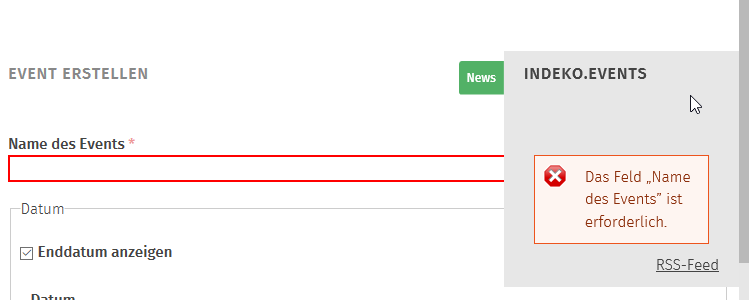 EVENT ERSTELLEN
News
INDEKO.EVENTS
Name des Events *
Das Feld „Name
des Events” ist
erforderlich.
Datum
Enddatum anzeigen
RSS-Feed
Datum